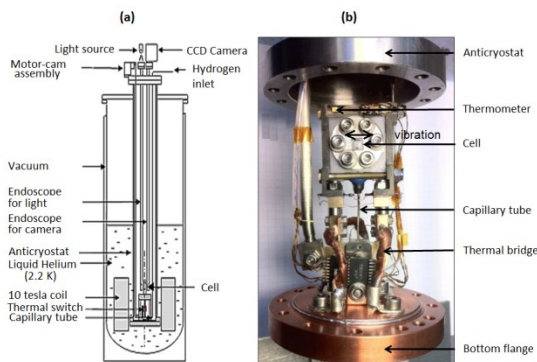 (a)
Light source
CCD Camera
Motor-cam
assembly
Hydrogen
inlet
Vacuum
Endoscope
for light
Endoscope
for camera
Anticryostat
Liquid Helium
(2.2 K)
10 tesla coil
Thermal switch
Capillary tube
Cell
(b)
Anticryostat
Thermometer
vibration
Cell
Capillary tube
Thermal bridge
Bottom flange